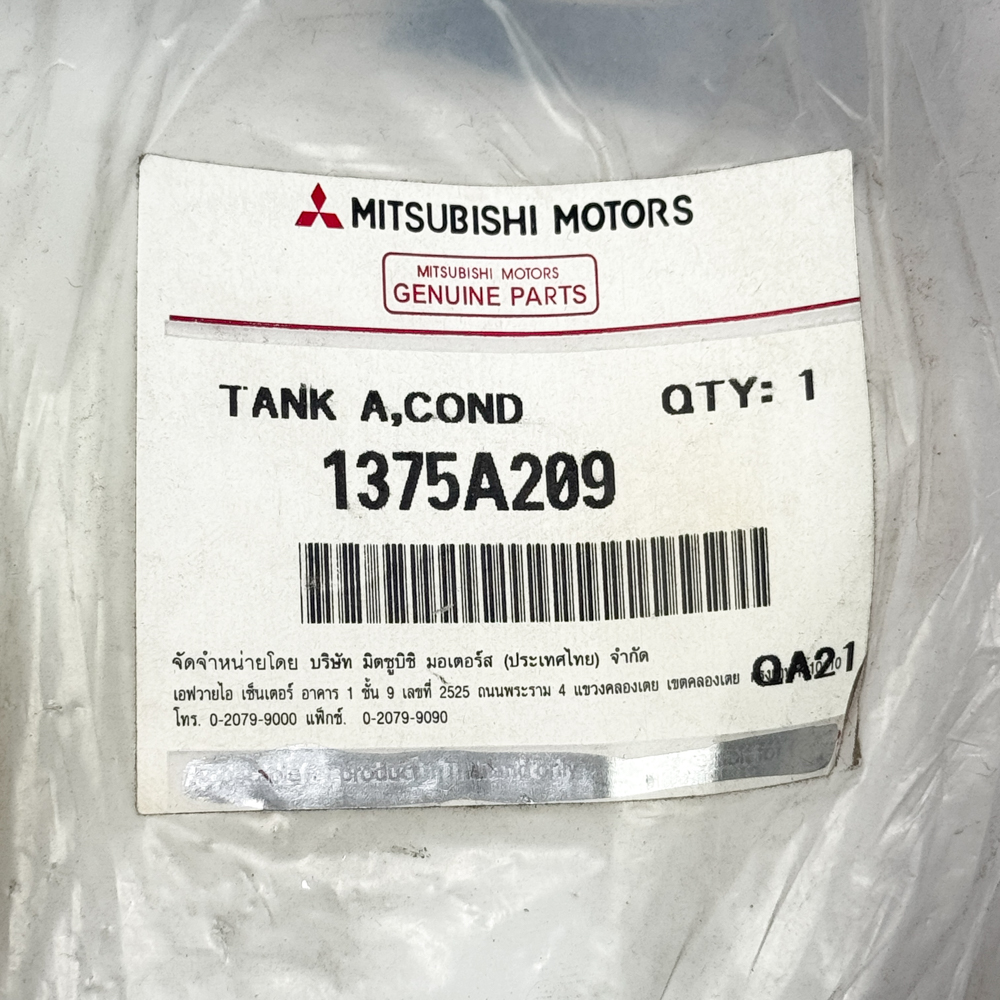 MITSUBISHI MOTORS
MITSUBISHI MOTORS
GENUINE PARTS
TANK A,COND QTY: 1
1375A209
จัดจำหน่ายโดย บริษัท มิตซูบิชิ มอเตอร์ส (ประเทศไทย) จำกัด
เอฟวายไอ เซ็นเตอร์ อาคาร 1 ชั้น 9 เลขที่ 2525 ถนนพระราม 4 แขวงคลองเตย เขตคลองเตย QA21
โทร. 0-2079-9000 แฟ็กซ์. 0-2079-9090
product in Thailand only